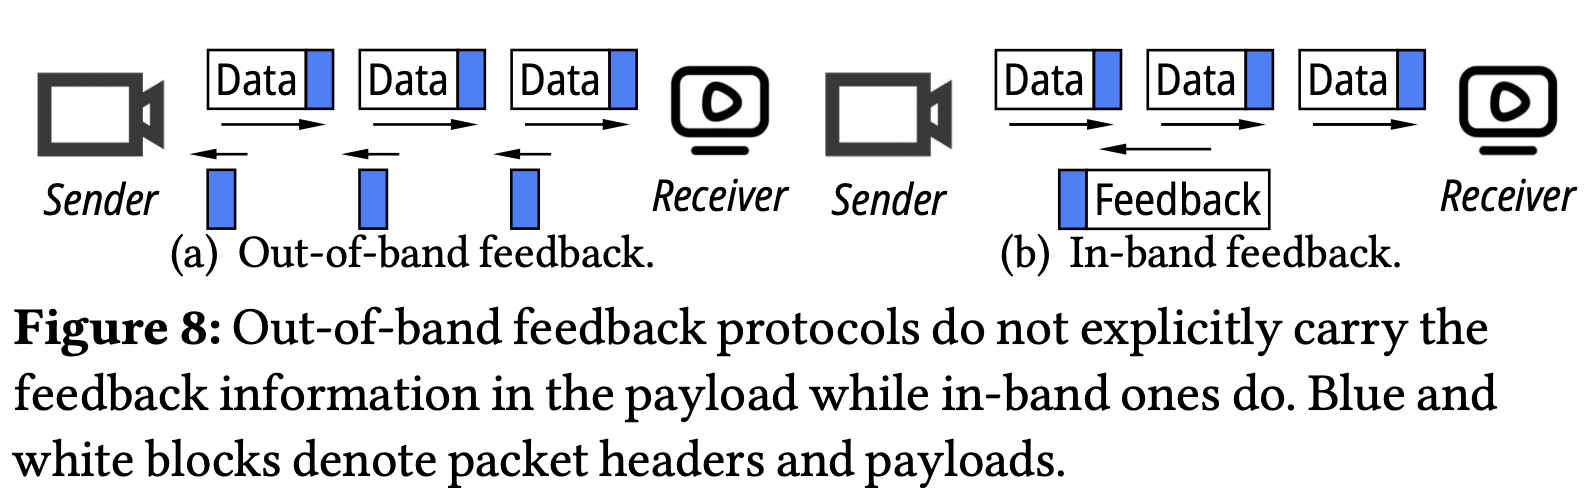 Data Data Data
Sender
Receiver
(a) Out-of-band feedback.
Data Data Data
Sender
Feedback
Receiver
(b) In-band feedback.
Figure 8: Out-of-band feedback protocols do not explicitly carry the
feedback information in the payload while in-band ones do. Blue and
white blocks denote packet headers and payloads.